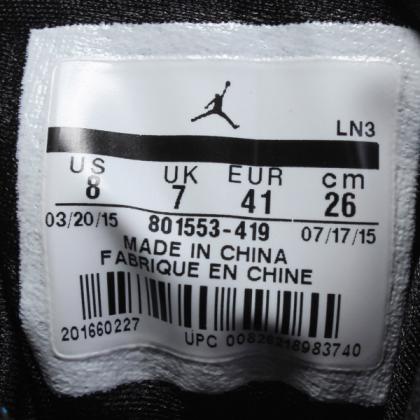 LN3
US UK EUR cm
8 7 41 26
03/20/15 801553-419 07/17/15
MADE IN CHINA
FABRIQUE EN CHINE
201660227 UPC 00826218983740